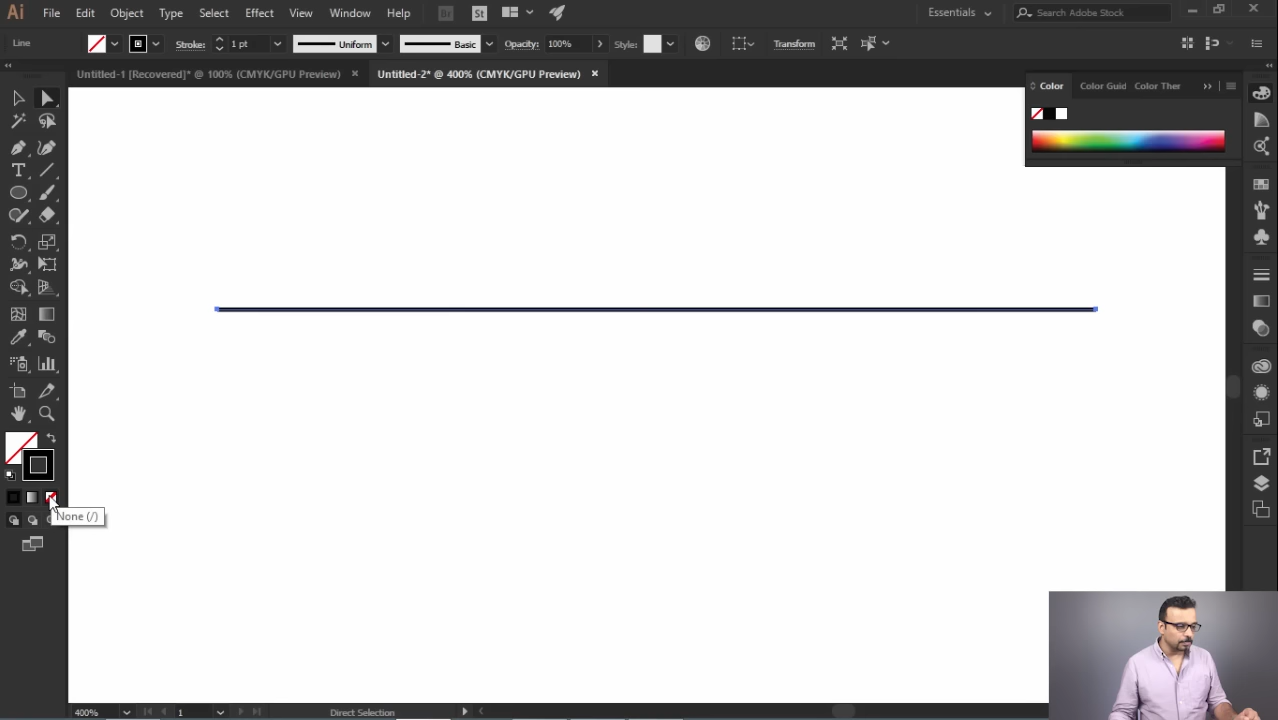 Ai File Edit Object Type Select Effect View Window Help Br St Essentials Search Adobe Stock
Line Stroke: 1 pt Uniform Basic Opacity: 100% Style: Transform
Untitled-1 [Recovered]* @ 100% (CMYK/GPU Preview) × Untitled-2* @ 400% (CMYK/GPU Preview) ×
Color Color Guid Color Ther
T
None (/)
400% 1 Direct Selection